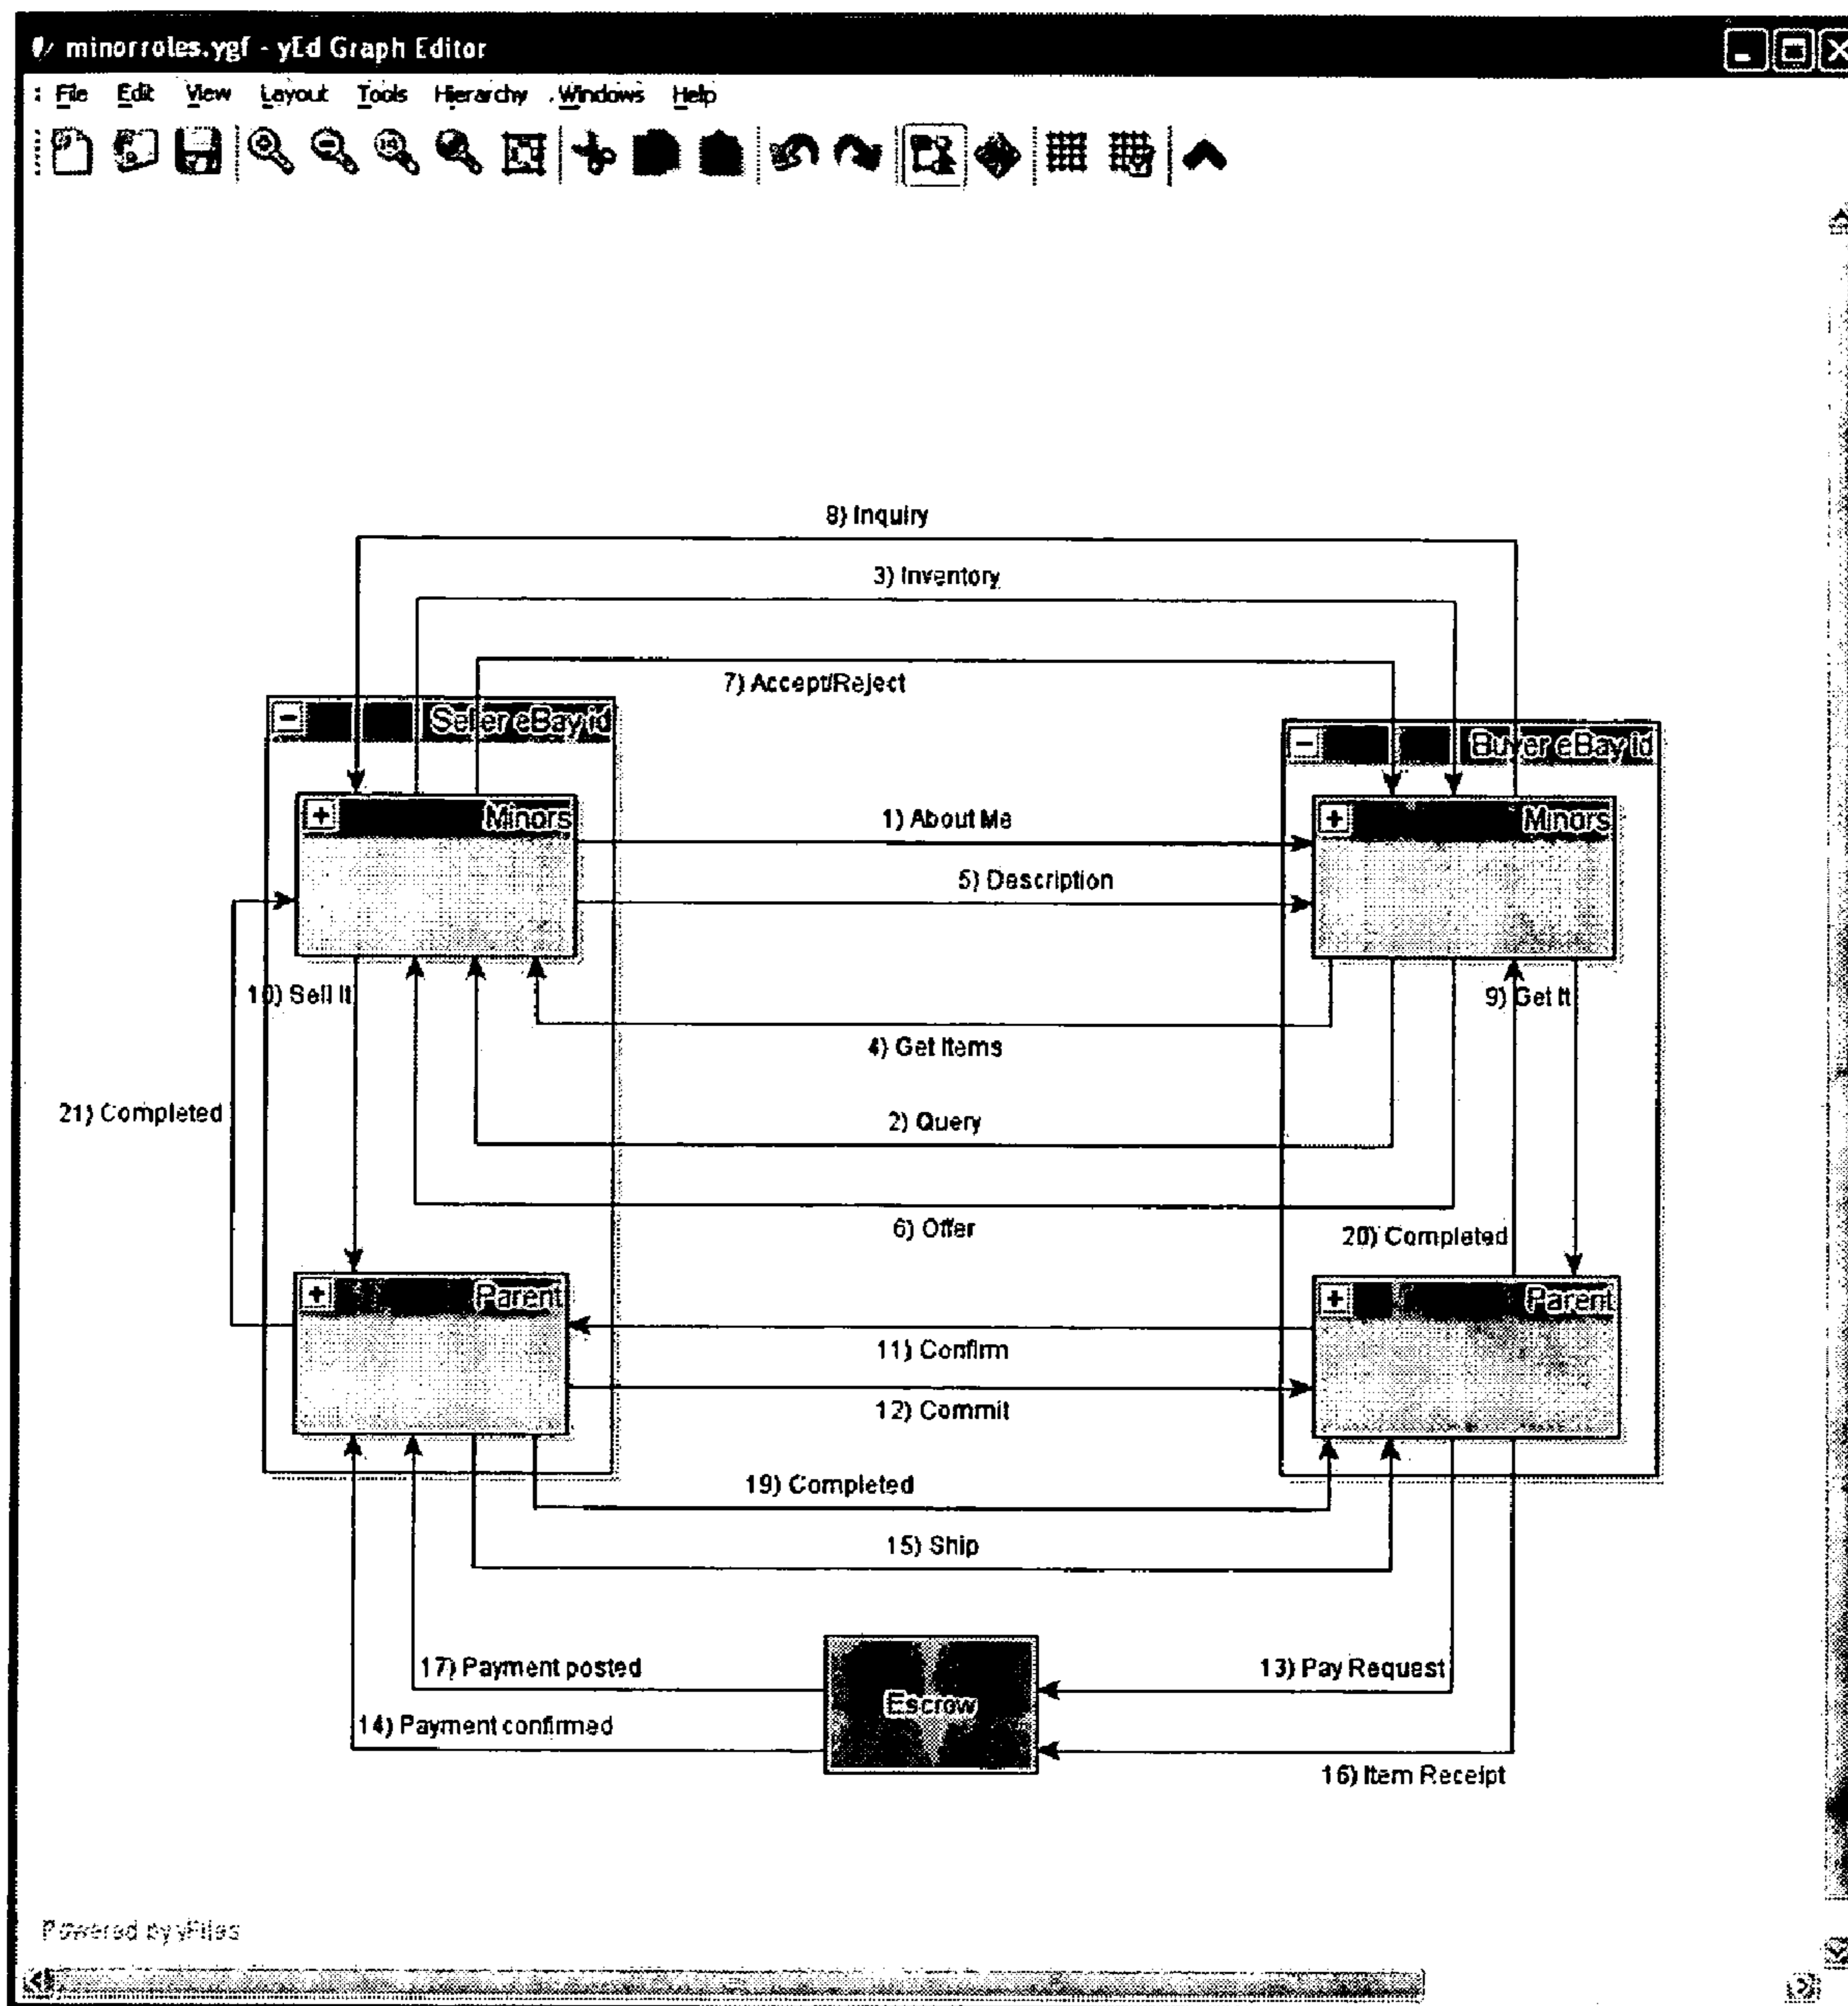 minorroles.ygf - yEd Graph Editor
File Edit View Layout Tools Hierarchy Windows Help
8) Inquiry
3) Inventory
7) Accept/Reject
Seller eBay id
Buyer eBay id
Minors
1) About Me
Minors
5) Description
10) Sell It
9) Get It
4) Get Items
21) Completed
2) Query
6) Offer
20) Completed
Parent
Parent
11) Confirm
12) Commit
19) Completed
15) Ship
17) Payment posted
13) Pay Request
Escrow
14) Payment confirmed
16) Item Receipt
Powered by yFiles